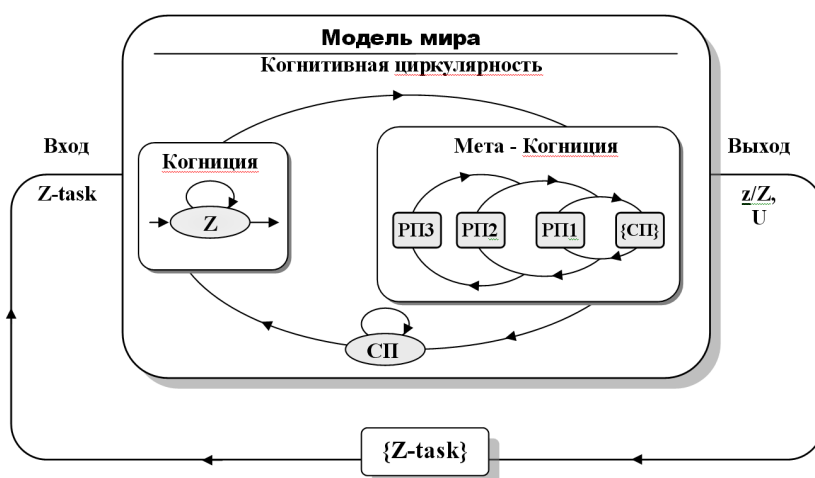 Модель мира
Когнитивная циркулярность
Вход
Z-task
Когниция
Z
Мета - Когниция
РП3
РП2
РП1
{СП}
Выход
z/Z,
U
СП
{Z-task}